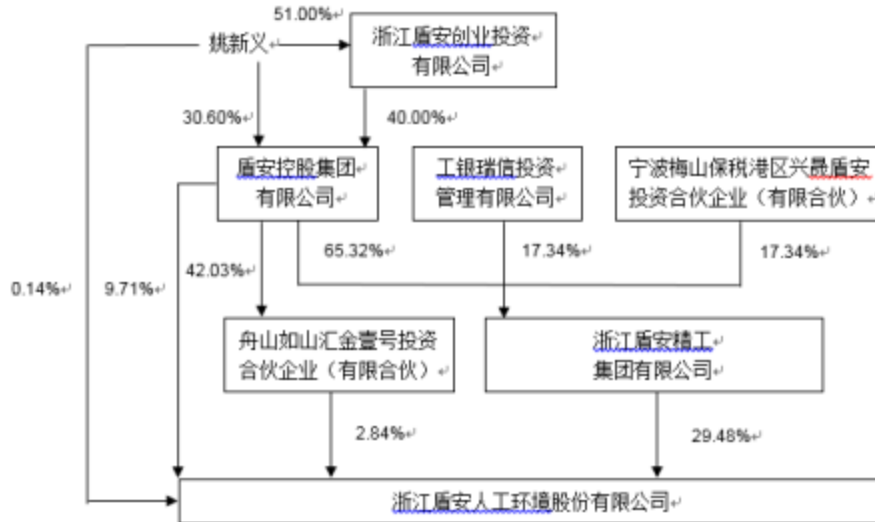 51.00%
姚新义
浙江盾安创业投资
有限公司
30.60%
40.00%
盾安控股集团
有限公司
工银瑞信投资
管理有限公司
宁波梅山保税港区兴晟盾安
投资合伙企业（有限合伙）
0.14%
9.71%
42.03%
65.32%
17.34%
17.34%
舟山如山汇金壹号投资
合伙企业（有限合伙）
浙江盾安精工
集团有限公司
2.84%
29.48%
浙江盾安人工环境股份有限公司